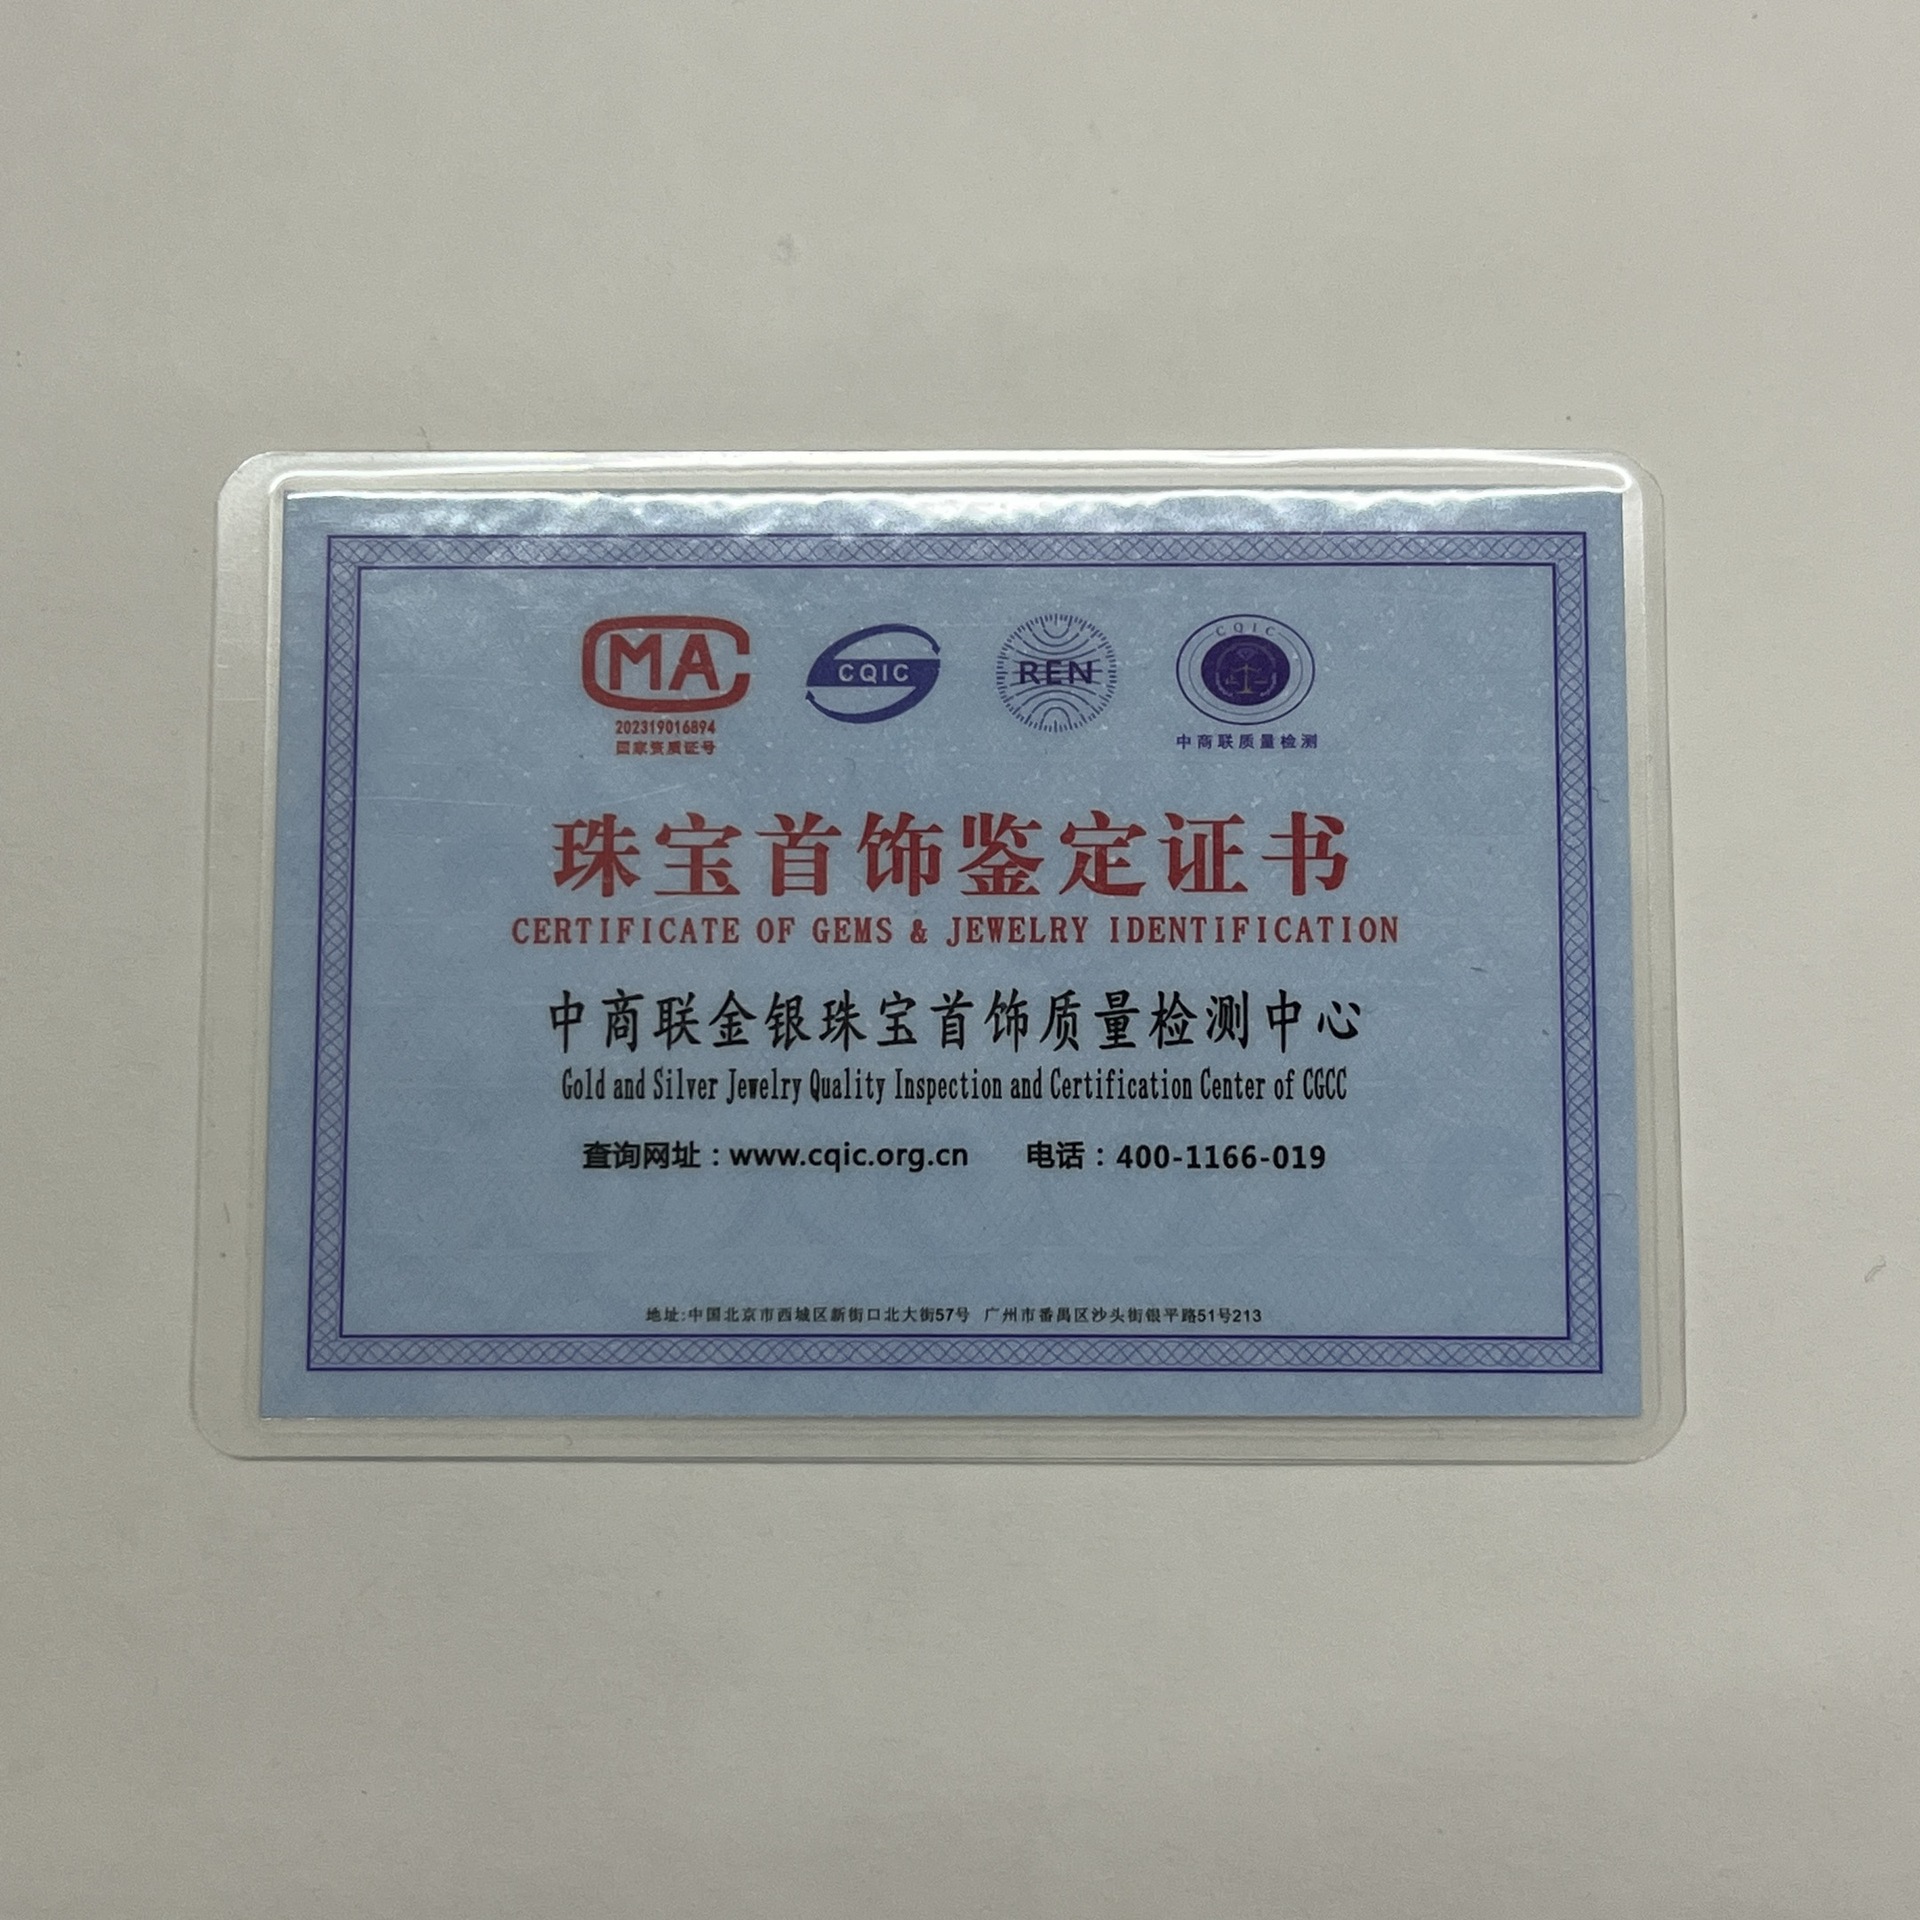 CMA
202319016894
国家资质证号
CQIC
REN
CQIC
中商联质量检测
珠宝首饰鉴定证书
CERTIFICATE OF GEMS & JEWELRY IDENTIFICATION
中商联金银珠宝首饰质量检测中心
Gold and Silver Jewelry Quality Inspection and Certification Center of CGCC
查询网址：www.cqic.org.cn 电话：400-1166-019
地址:中国北京市西城区新街口北大街57号 广州市番禺区沙头街银平路51号213